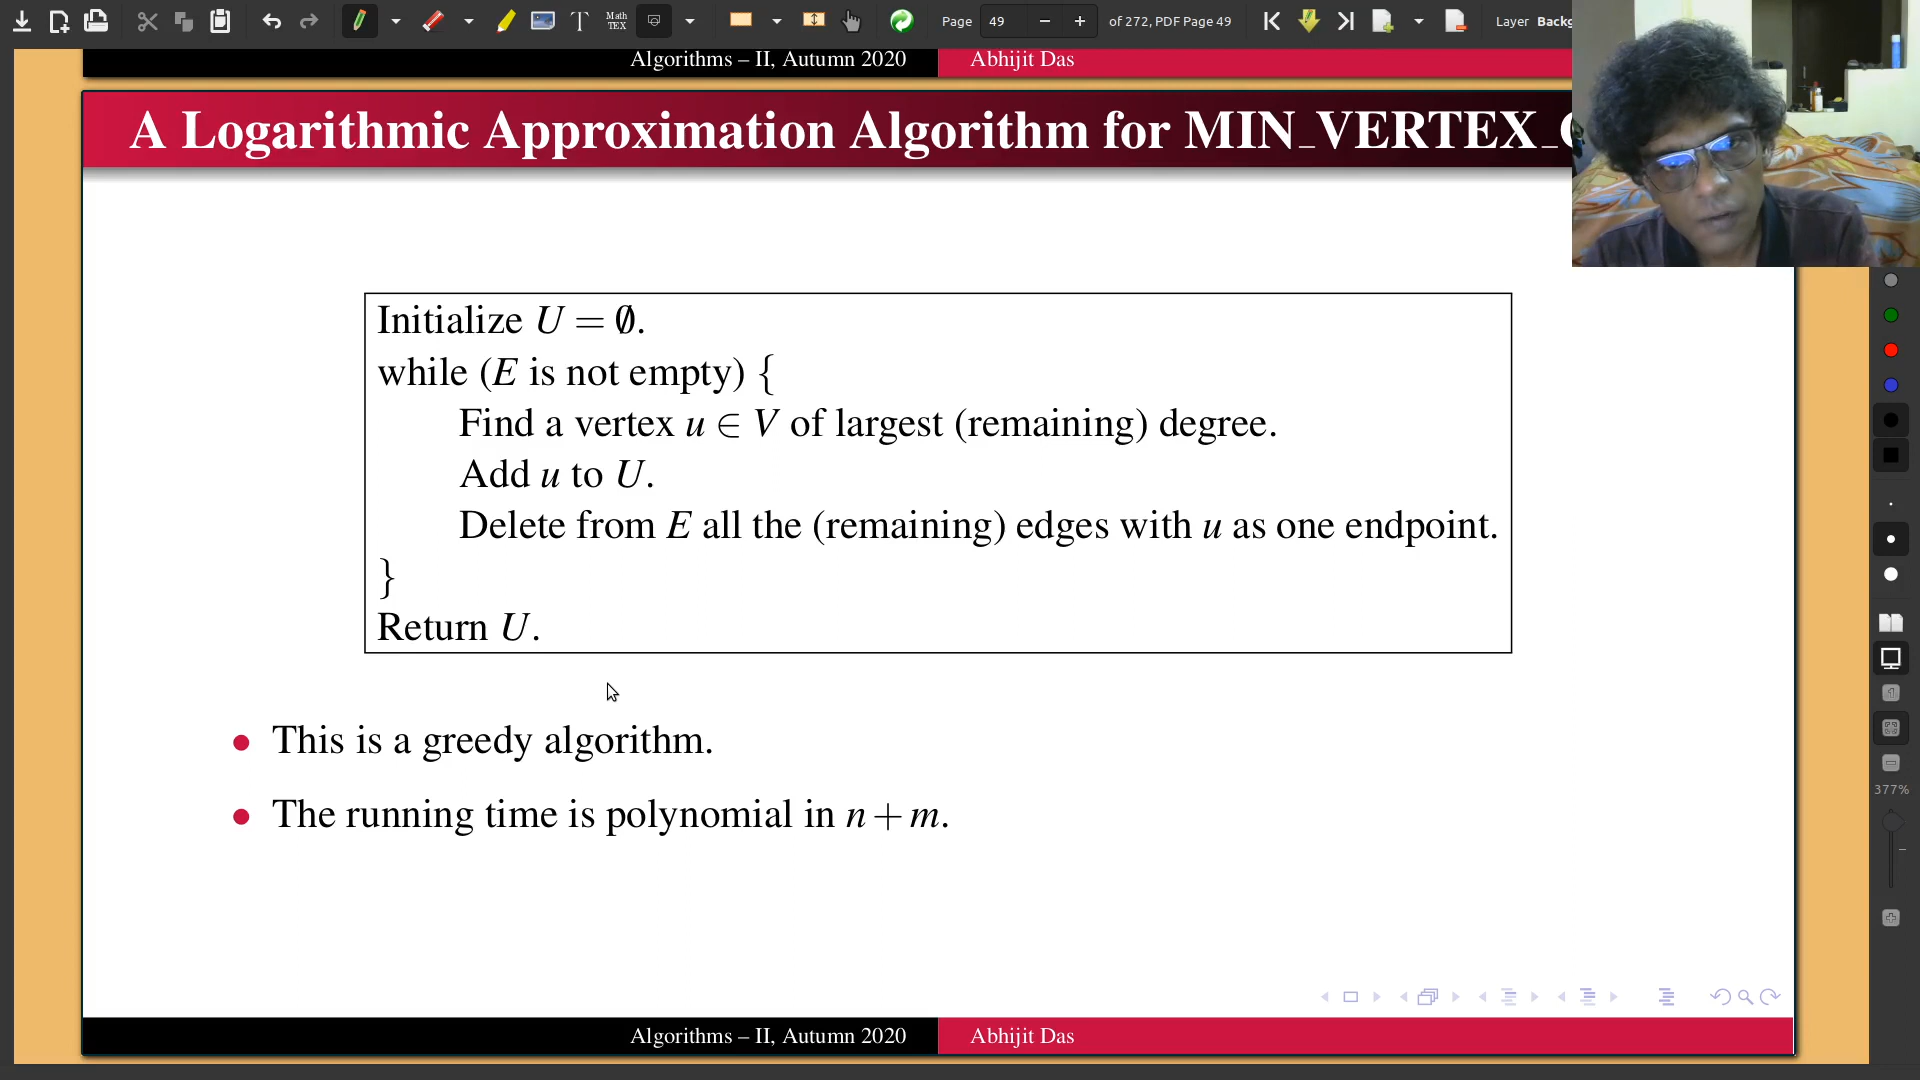 Page 49 of 272, PDF Page 49 Layer
Math
TEX
Algorithms – II, Autumn 2020 Abhijit Das
A Logarithmic Approximation Algorithm for MIN_VERTEX_
Initialize U = ∅.
while (E is not empty) {
Find a vertex u ∈ V of largest (remaining) degree.
Add u to U.
Delete from E all the (remaining) edges with u as one endpoint.
}
Return U.
• This is a greedy algorithm.
• The running time is polynomial in n + m.
377%
Algorithms – II, Autumn 2020 Abhijit Das